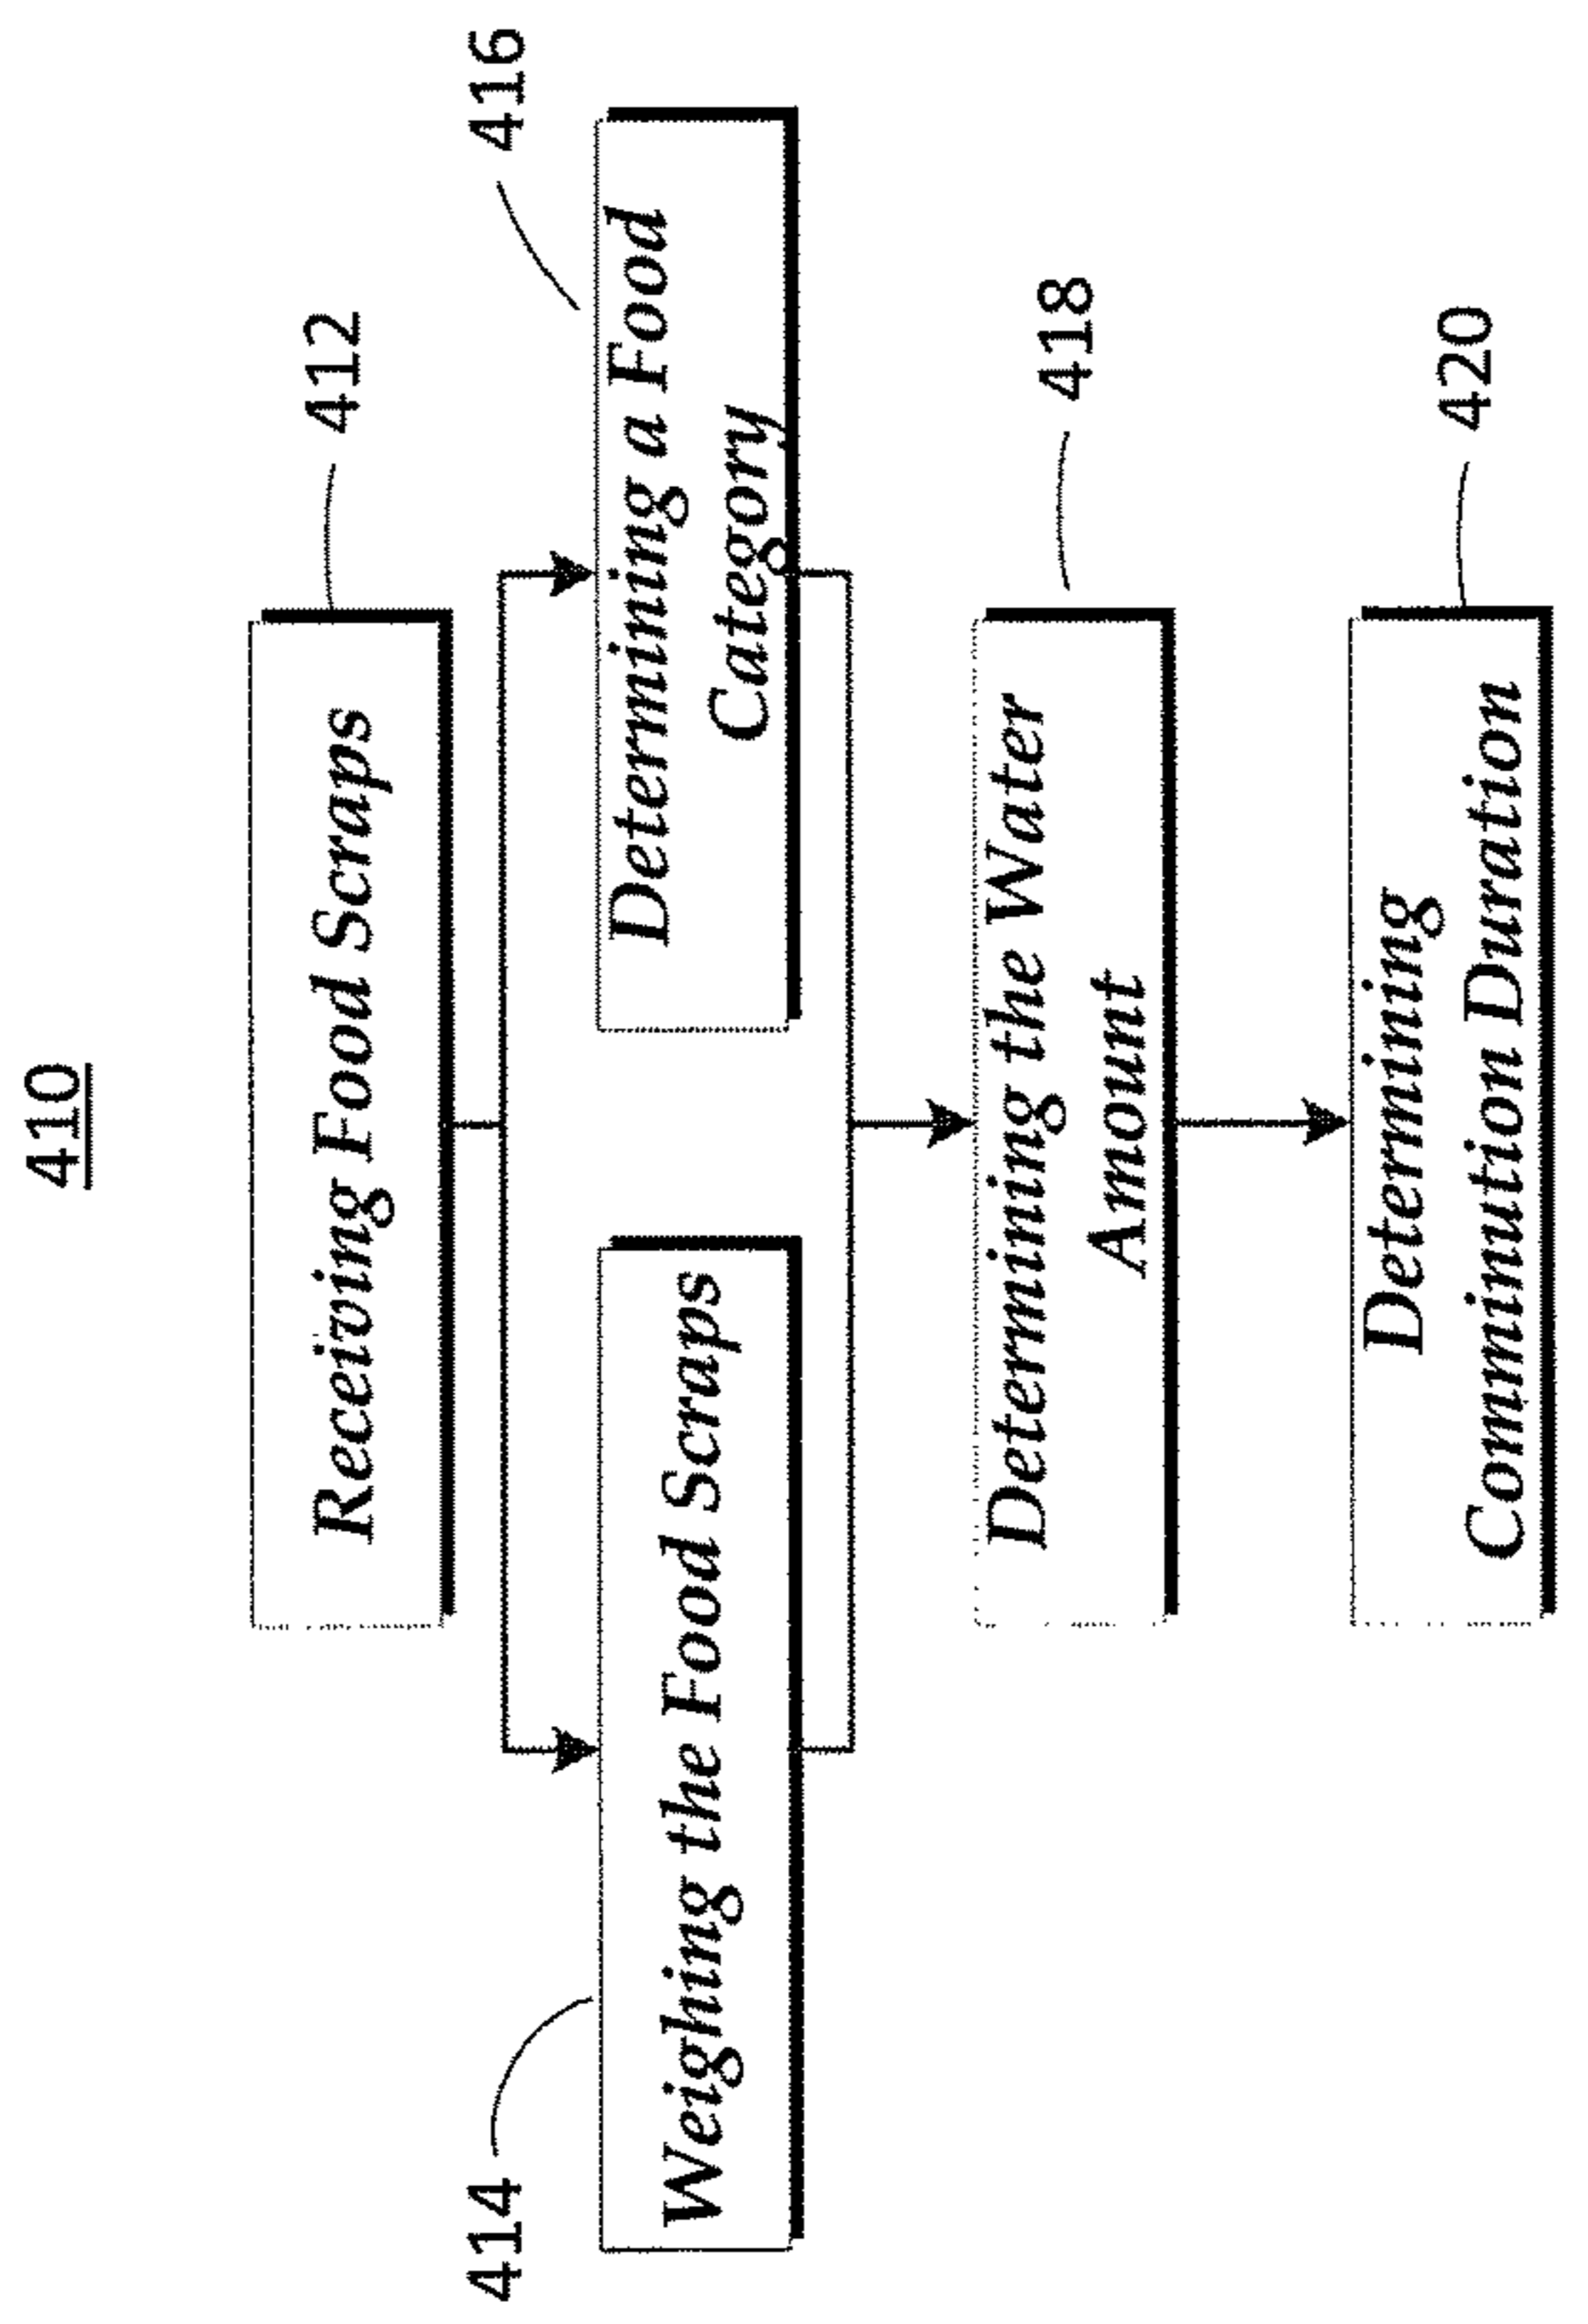 410
412
Receiving Food Scraps
414
416
Weighing the Food Scraps
Determining a Food
Category
418
Determining the Water
Amount
420
Determining
Comminution Duration